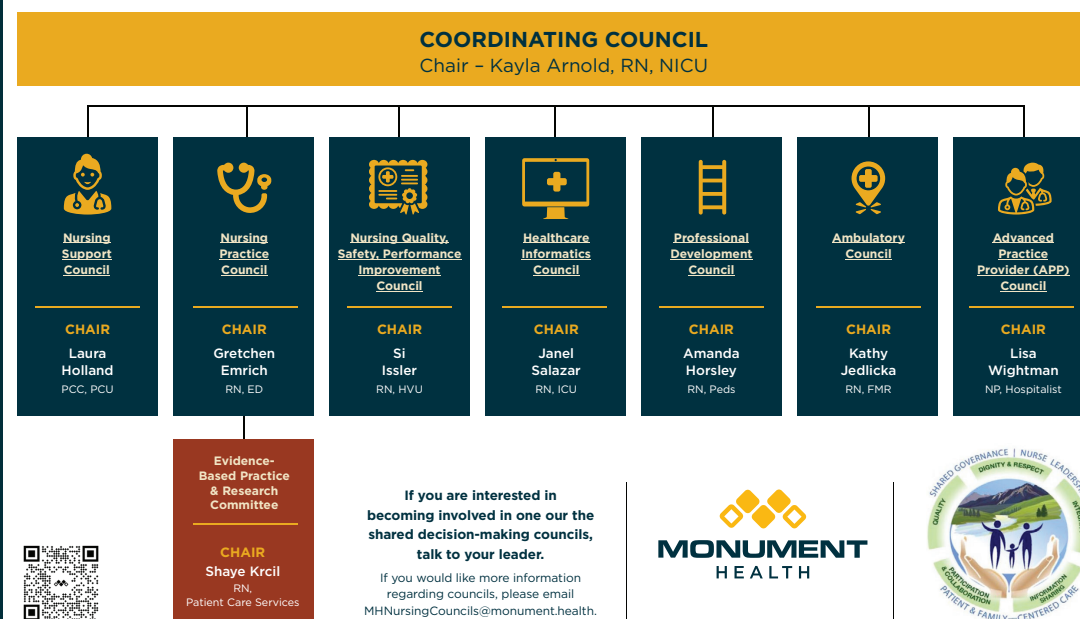 COORDINATING COUNCIL
Chair – Kayla Arnold, RN, NICU
Nursing
Support
Council
CHAIR
Laura
Holland
PCC, PCU
Nursing
Practice
Council
CHAIR
Gretchen
Emrich
RN, ED
Nursing Quality,
Safety, Performance
Improvement
Council
CHAIR
Si
Issler
RN, HVU
Healthcare
Informatics
Council
CHAIR
Janel
Salazar
RN, ICU
Professional
Development
Council
CHAIR
Amanda
Horsley
RN, Peds
Ambulatory
Council
CHAIR
Kathy
Jedlicka
RN, FMR
Advanced
Practice
Provider (APP)
Council
CHAIR
Lisa
Wightman
NP, Hospitalist
Evidence-
Based Practice
& Research
Committee
CHAIR
Shaye Krcil
RN,
Patient Care Services
If you are interested in
becoming involved in one our the
shared decision-making councils,
talk to your leader.
If you would like more information
regarding councils, please email
MHNursingCouncils@monument.health.
MONUMENT
HEALTH
SHARED GOVERNANCE | NURSE
DIGNITY & RESPECT
QUALITY
PARTICIPATION
& COLLABORATION
INFORMATION
SHARING
PATIENT & FAMILY—CENTERED CARE